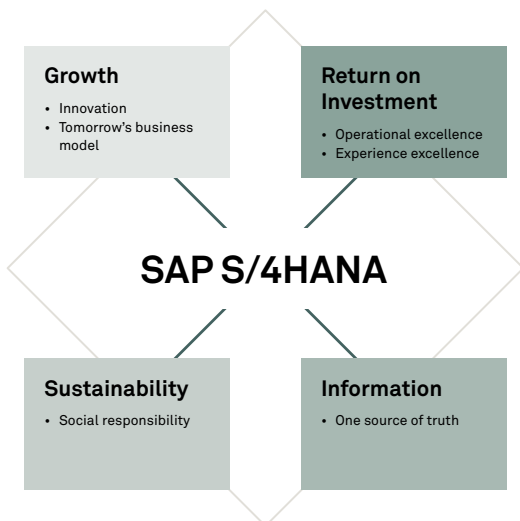 Growth
• Innovation
• Tomorrow’s business
model
Return on
Investment
• Operational excellence
• Experience excellence
SAP S/4HANA
Sustainability
• Social responsibility
Information
• One source of truth